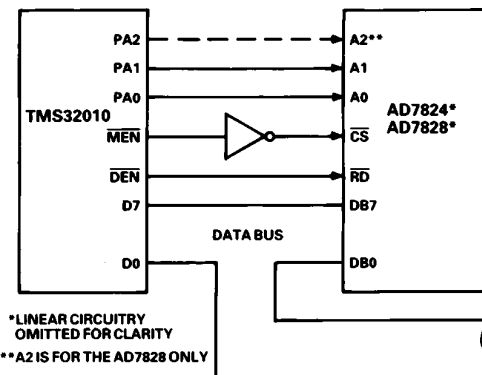 PA2
A2**
PA1
A1
PA0
A0
TMS32010
AD7824*
AD7828*
MEN
CS
DEN
RD
D7
DB7
DATA BUS
D0
DB0
*LINEAR CIRCUITRY
OMITTED FOR CLARITY
**A2 IS FOR THE AD7828 ONLY